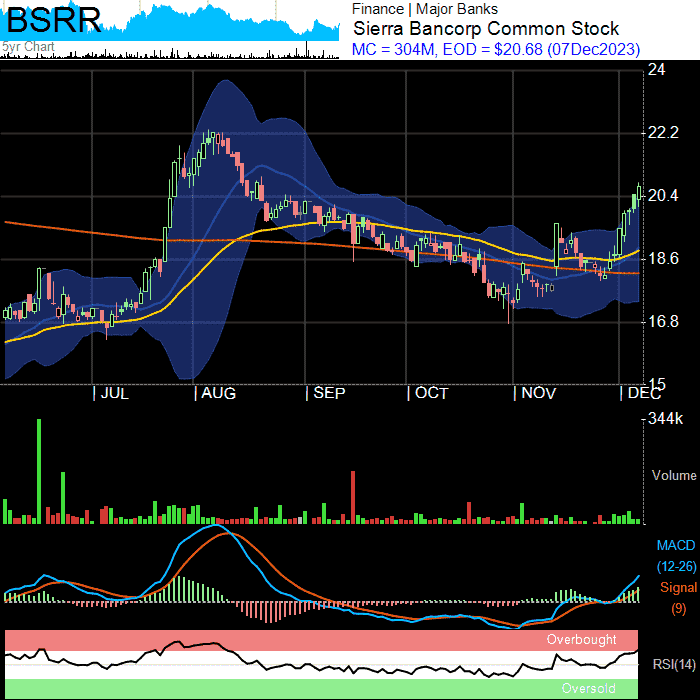 BSRR
5yr Chart
Finance | Major Banks
Sierra Bancorp Common Stock
MC = 304M, EOD = $20.68 (07Dec2023)
24
22.2
20.4
18.6
16.8
15
JUL
AUG
SEP
OCT
NOV
DEC
344k
Volume
MACD
(12-26)
Signal
(9)
Overbought
RSI(14)
Oversold